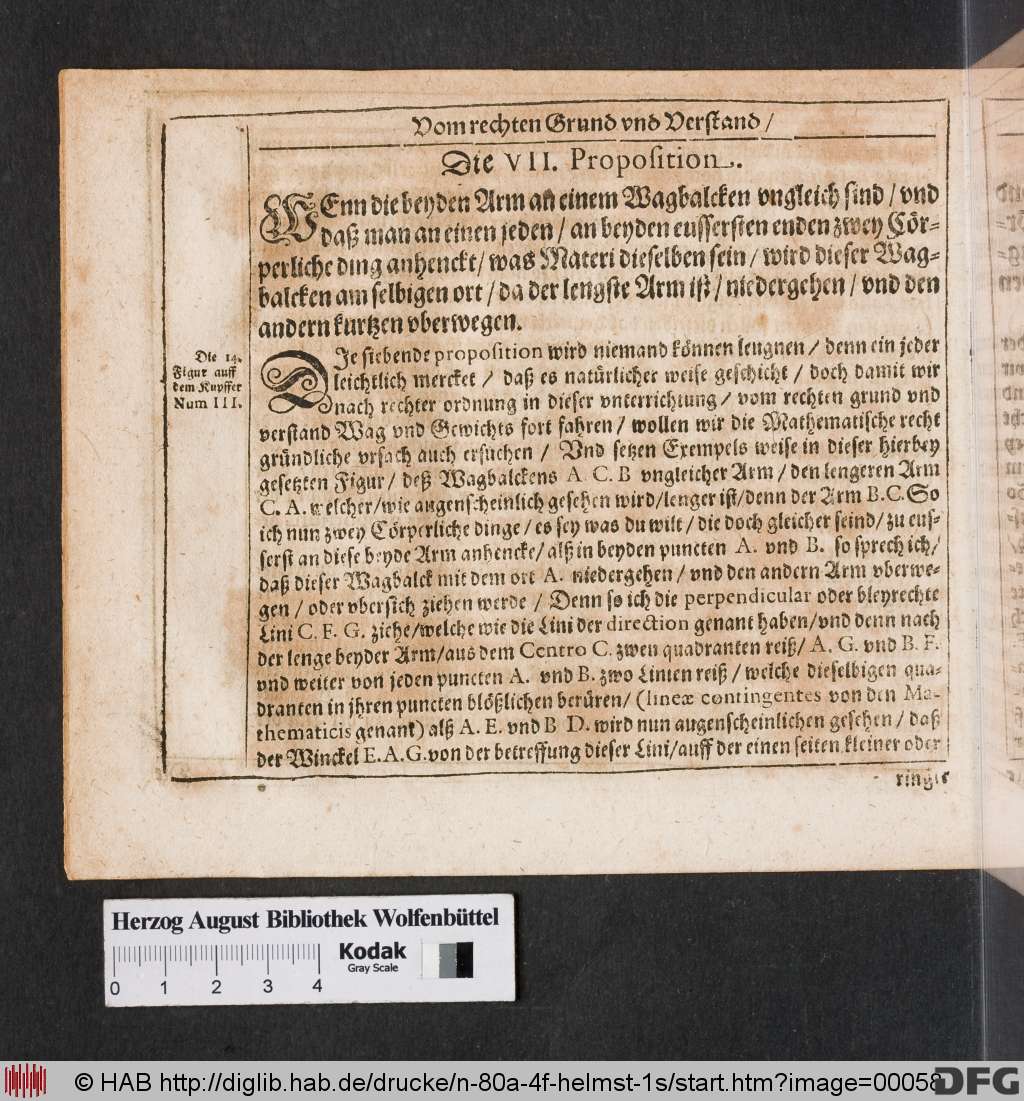 Vom rechten Grund vnd Verstand /
Die VII. Proposition.
WEnn die beyden Arm an einem Wagbalcken vngleich sind / vnd
daß man an einen jeden / an beyden eussersten enden zwey Cör-
perliche ding anhenckt / was Materi dieselben sein / wird dieser Wag-
balcken am selbigen ort / da der lengste Arm ist / niedergehen / vnd den
andern kurtzen vberwegen.
Die 14.
Figur auff
dem Kupffer
Num III.
DJe siebende proposition wird niemand können leugnen / denn ein jeder
leichtlich mercket / daß es natürlicher weise geschicht / doch damit wir
nach rechter ordnung in dieser vnterrichtung / vom rechten grund vnd
verstand Wag vnd Gewichts fort fahren / wollen wir die Mathematische recht
gründliche vrsach auch ersuchen / Vnd setzen Exempels weise in dieser hierbey
gesetzten Figur / deß Wagbalckens A. C. B vngleicher Arm / den lengeren Arm
C. A. welcher / wie augenscheinlich gesehen wird / lenger ist / denn der Arm B. C. So
ich nun zwey Cörperliche dinge / es sey was du wilt / die doch gleicher seind / zu eus-
serst an diese beyde Arm anhencke / alß in beyden puncten A. vnd B. so sprech ich /
daß dieser Wagbalck mit dem ort A. niedergehen / vnd den andern Arm vberwe-
gen / oder vbersich ziehen werde / Denn so ich die perpendicular oder bleyrechte
Lini C. F. G. ziehe / welche wie die Lini der direction genant haben / vnd denn nach
der lenge beyder Arm / aus dem Centro C. zwen quadranten reiß / A. G. vnd B. F.
vnd weiter von jeden puncten A. vnd B. zwo Linien reiß / welche dieselbigen qua-
dranten in jhren puncten blößlichen berüren / (lineæ contingentes von den Ma-
thematicis genant) alß A. E. vnd B D. wird nun augenscheinlichen gesehen / daß
der Winckel E. A. G. von der betreffung dieser Lini / auff der einen seiten kleiner oder
ringer
Herzog August Bibliothek Wolfenbüttel
Kodak
Gray Scale
0 1 2 3 4
© HAB http://diglib.hab.de/drucke/n-80a-4f-helmst-1s/start.htm?image=00058
DFG